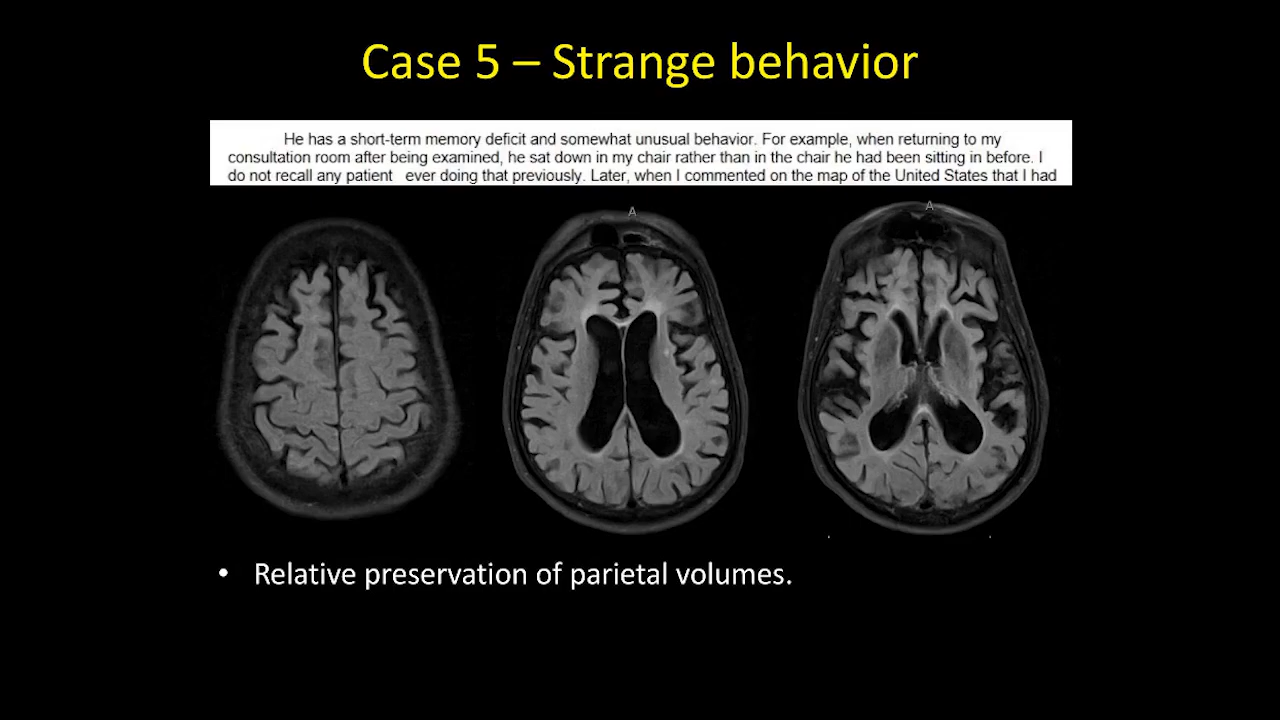 Case 5 – Strange behavior
He has a short-term memory deficit and somewhat unusual behavior. For example, when returning to my
consultation room after being examined, he sat down in my chair rather than in the chair he had been sitting in before. I
do not recall any patient ever doing that previously. Later, when I commented on the map of the United States that I had
A
A
• Relative preservation of parietal volumes.